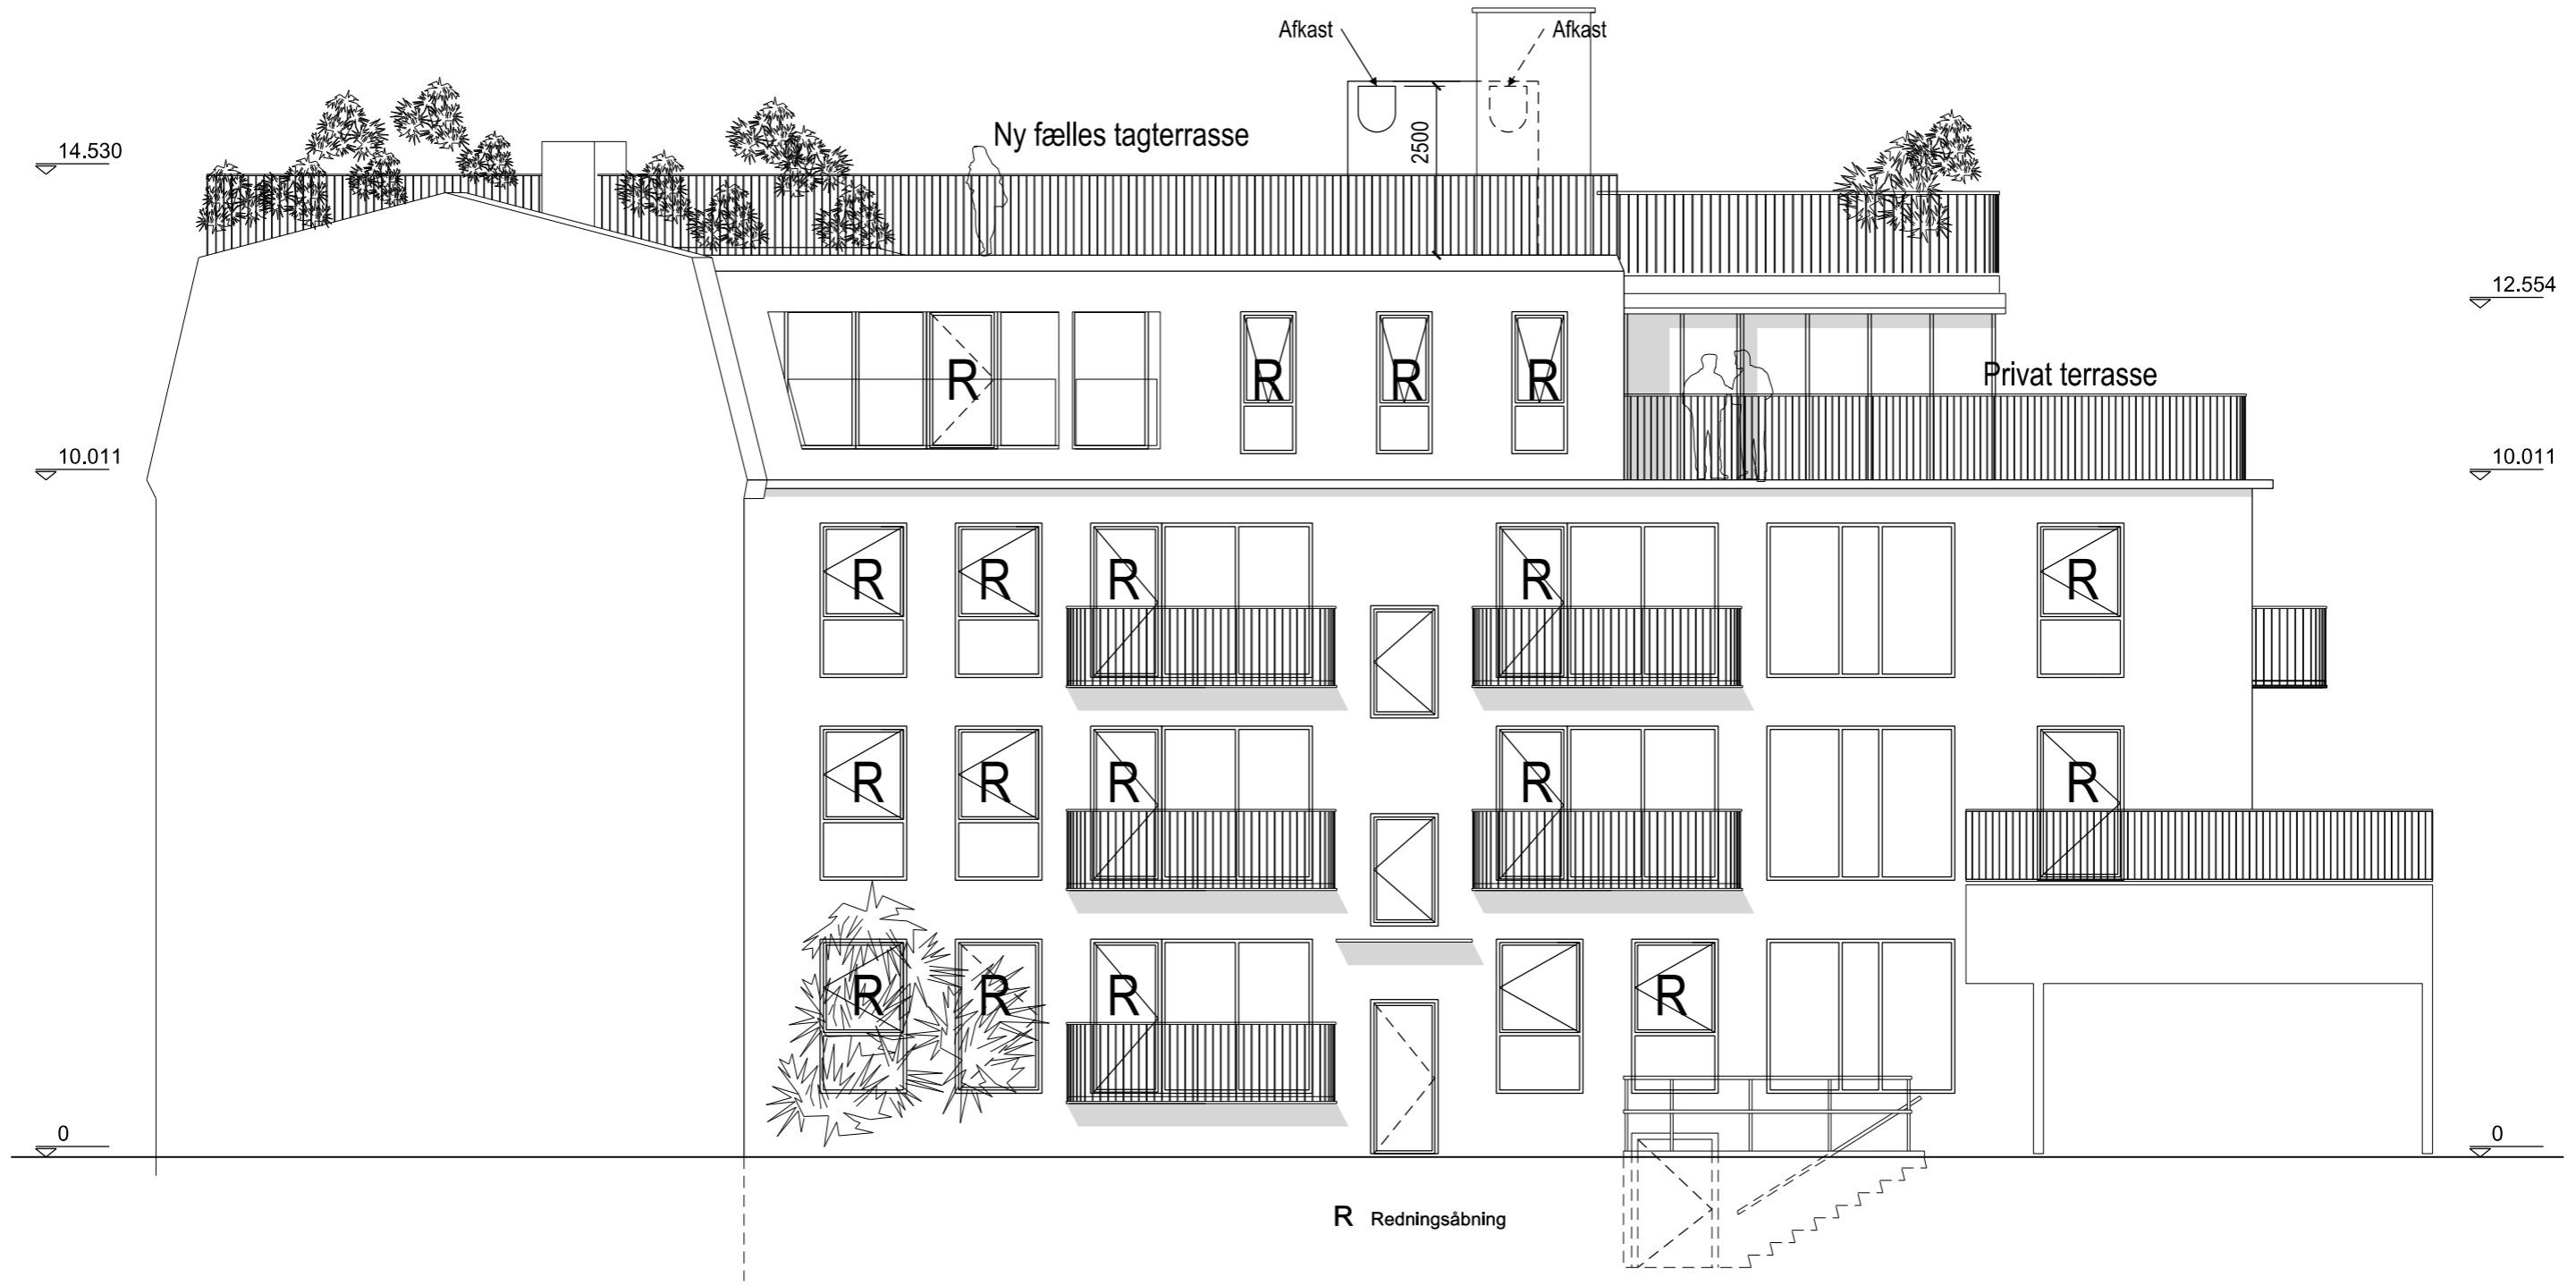 Afkast
Afkast
Ny fælles tagterrasse
2500
14.530
12.554
R
R
R
R
Privat terrasse
10.011
10.011
R
R
R
R
R
R
R
R
R
R
R
R
R
R
0
0
R Redningsåbning